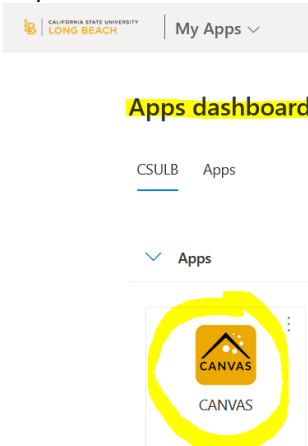 CALIFORNIA STATE UNIVERSITY
LONG BEACH
My Apps
Apps dashboard
CSULB Apps
Apps
CANVAS
CANVAS